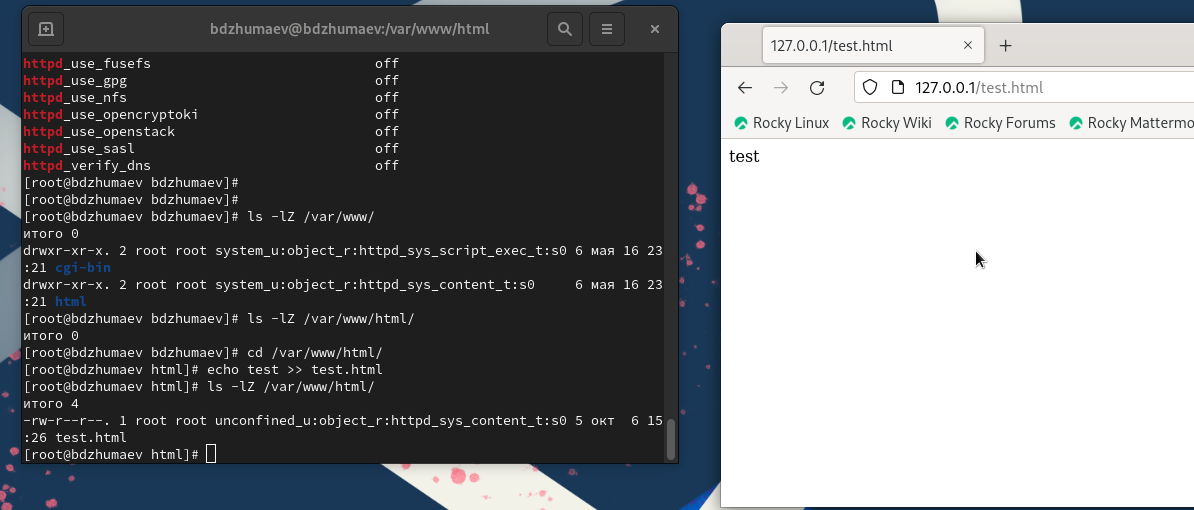 bdzhumaev@bdzhumaev:/var/www/html
httpd_use_fusefs off
httpd_use_gpg off
httpd_use_nfs off
httpd_use_opencryptoki off
httpd_use_openstack off
httpd_use_sasl off
httpd_verify_dns off
[root@bdzhumaev bdzhumaev]#
[root@bdzhumaev bdzhumaev]#
[root@bdzhumaev bdzhumaev]# ls -lZ /var/www/
итого 0
drwxr-xr-x. 2 root root system_u:object_r:httpd_sys_script_exec_t:s0 6 мая 16 23
:21 cgi-bin
drwxr-xr-x. 2 root root system_u:object_r:httpd_sys_content_t:s0 6 мая 16 23
:21 html
[root@bdzhumaev bdzhumaev]# ls -lZ /var/www/html/
итого 0
[root@bdzhumaev bdzhumaev]# cd /var/www/html/
[root@bdzhumaev html]# echo test >> test.html
[root@bdzhumaev html]# ls -lZ /var/www/html/
итого 4
-rw-r--r--. 1 root root unconfined_u:object_r:httpd_sys_content_t:s0 5 окт 6 15
:26 test.html
[root@bdzhumaev html]#
127.0.0.1/test.html
127.0.0.1/test.html
Rocky Linux Rocky Wiki Rocky Forums Rocky Mattermo
test